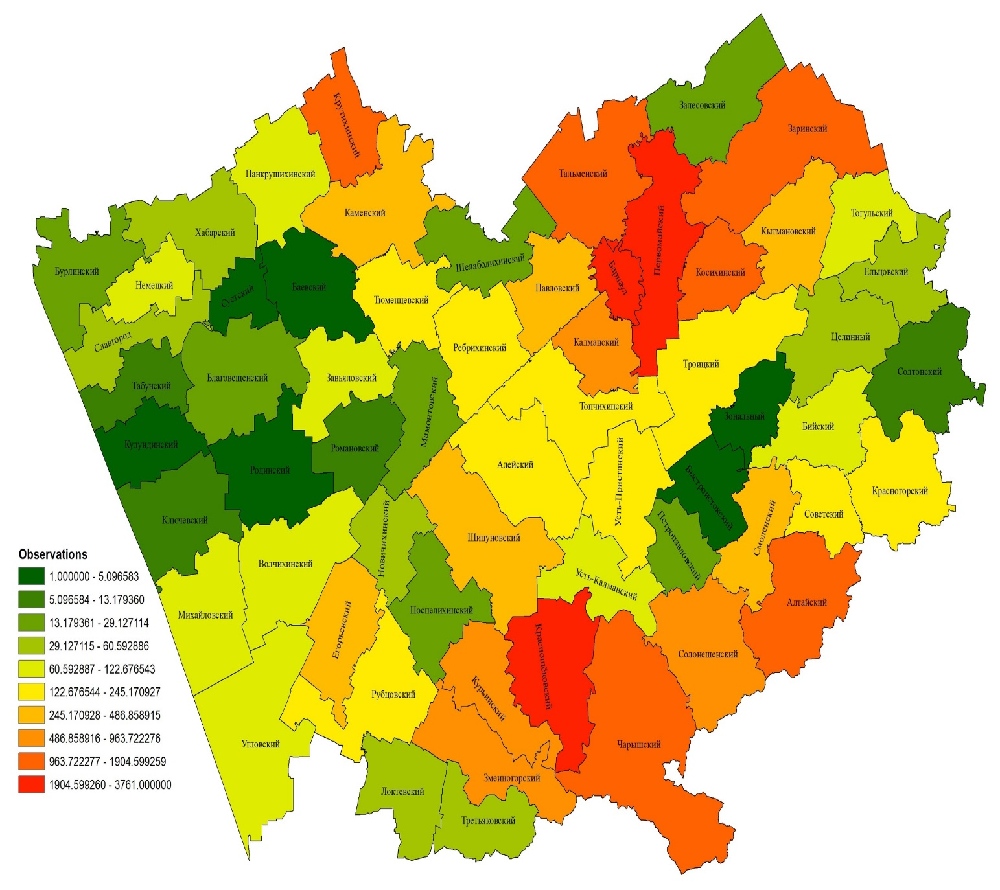 Залесовский
Крутихинский
Заринский
Панкрушихинский
Тальменский
Каменский
Тогульский
Хабарский
Кытмановский
Первомайский
Шелаболихинский
Бурлинский
Ельцовский
Косихинский
Барнаул
Немецкий
Баевский
Павловский
Суетский
Тюменцевский
Славгород
Целинный
Калманский
Ребрихинский
Троицкий
Солтонский
Благовещенский
Завьяловский
Табунский
Топчихинский
Мамонтовский
Зональный
Бийский
Кулундинский
Романовский
Алейский
Родинский
Усть-Пристанский
Быстроистокский
Красногорский
Советский
Ключевский
Смоленский
Петропавловский
Шипуновский
Новичихинский
Волчихинский
Усть-Калманский
Алтайский
Поспелихинский
Михайловский
Егорьевский
Солонешенский
Краснощёковский
Рубцовский
Курьинский
Угловский
Чарышский
Змеиногорский
Локтевский
Третьяковский
Observations
1.000000 - 5.096583
5.096584 - 13.179360
13.179361 - 29.127114
29.127115 - 60.592886
60.592887 - 122.676543
122.676544 - 245.170927
245.170928 - 486.858915
486.858916 - 963.722276
963.722277 - 1904.599259
1904.599260 - 3761.000000